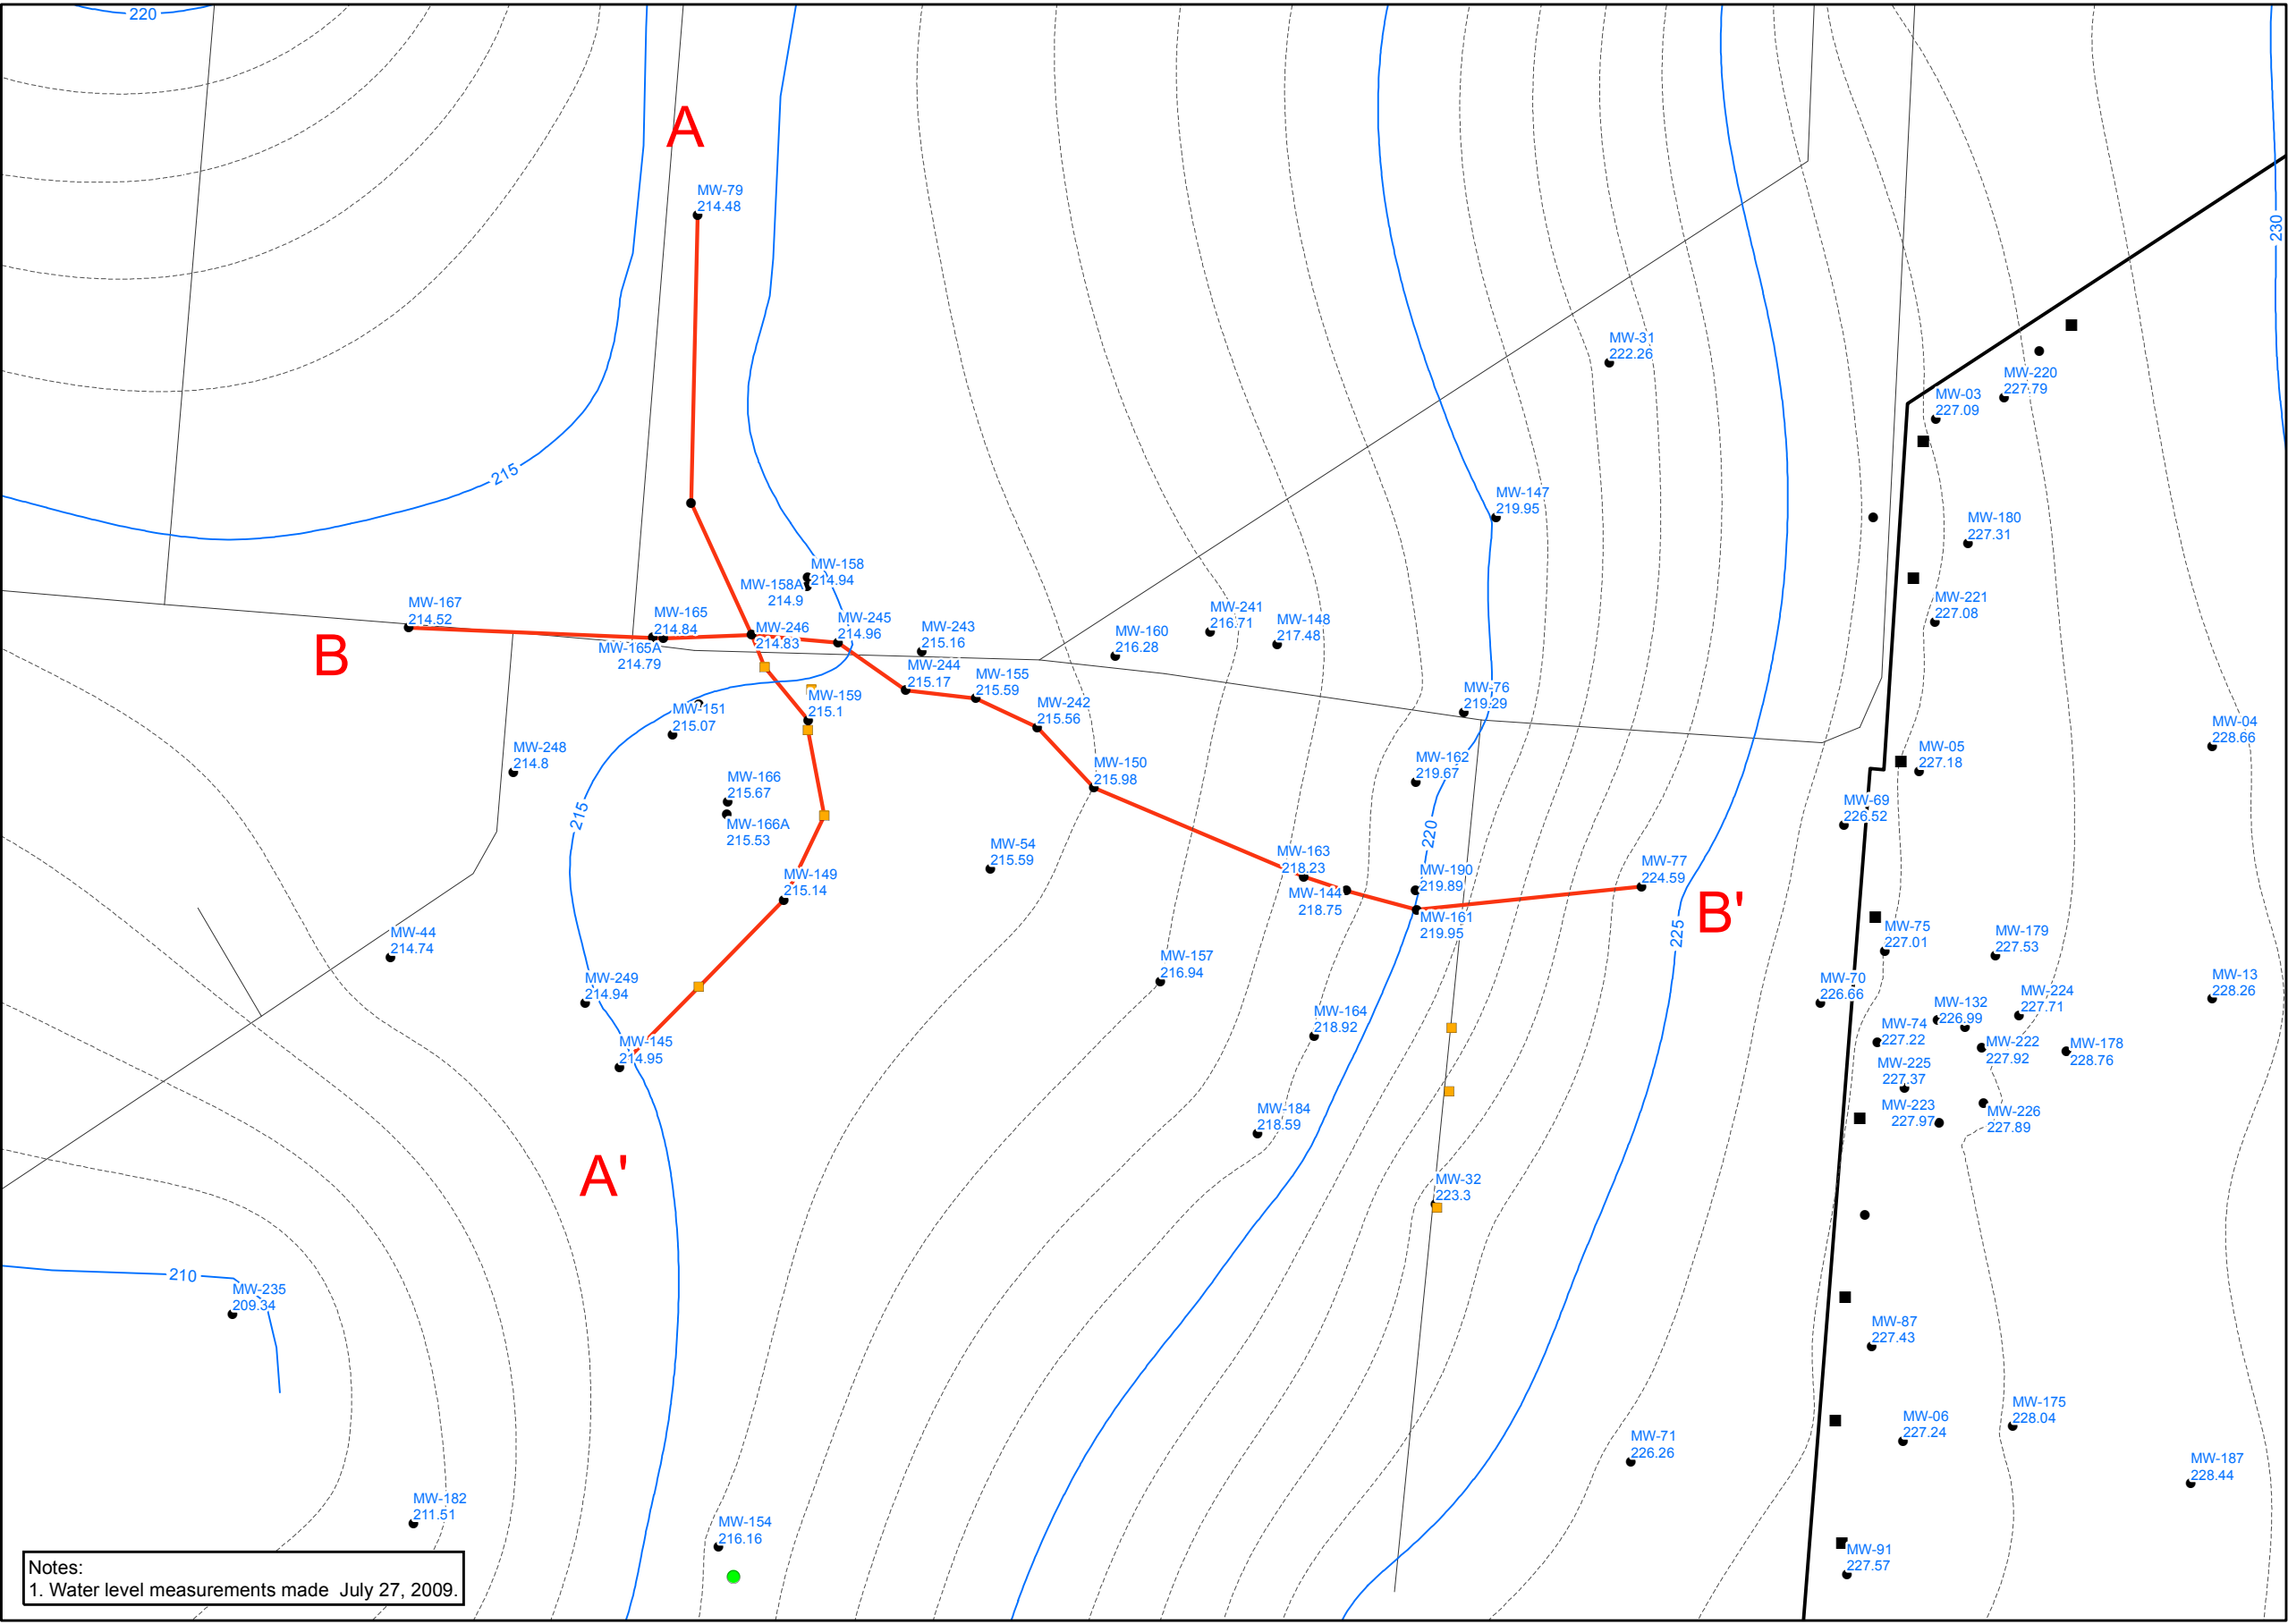 220
A
MW-79
214.48
230
MW-31
222.26
MW-220
227.79
MW-03
227.09
215
MW-147
219.95
MW-180
227.31
MW-158
214.94
MW-158A
214.9
MW-167
214.52
MW-165
214.84
MW-246
214.83
MW-245
214.96
MW-243
215.16
MW-241
216.71
MW-148
217.48
MW-221
227.08
B
MW-165A
214.79
MW-160
216.28
MW-244
215.17
MW-155
215.59
MW-159
215.1
MW-151
215.07
MW-242
215.56
MW-76
219.29
MW-04
228.66
MW-248
214.8
MW-05
227.18
MW-150
215.98
MW-162
219.67
MW-166
215.67
MW-166A
215.53
215
220
MW-69
226.52
MW-54
215.59
MW-163
218.23
MW-144
218.75
MW-190
219.89
MW-161
219.95
MW-77
224.59
B'
225
MW-149
215.14
MW-44
214.74
MW-75
227.01
MW-179
227.53
MW-249
214.94
MW-157
216.94
MW-70
226.66
MW-13
228.26
MW-224
227.71
MW-132
226.99
MW-164
218.92
MW-74
227.22
MW-222
227.92
MW-178
228.76
MW-145
214.95
MW-225
227.37
MW-223
227.97
MW-226
227.89
MW-184
218.59
A'
MW-32
223.3
210
MW-235
209.34
MW-87
227.43
MW-06
227.24
MW-175
228.04
MW-71
226.26
MW-187
228.44
MW-182
211.51
MW-154
216.16
MW-91
227.57
Notes:
1. Water level measurements made July 27, 2009.